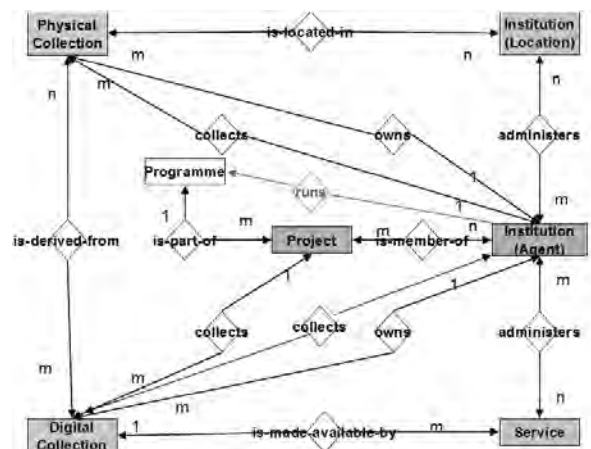 Physical
Collection
is-located-in
Institution
(Location)
m
n
n
m
m
n
collects
owns
administers
Programme
runs
1
1
1
m
is-derived-from
is-part-of
m
Project
m
is-member-of
n
Institution
(Agent)
1
1
m
collects
collects
owns
administers
m
m
m
n
Digital
Collection
1
is-made-available-by
m
Service